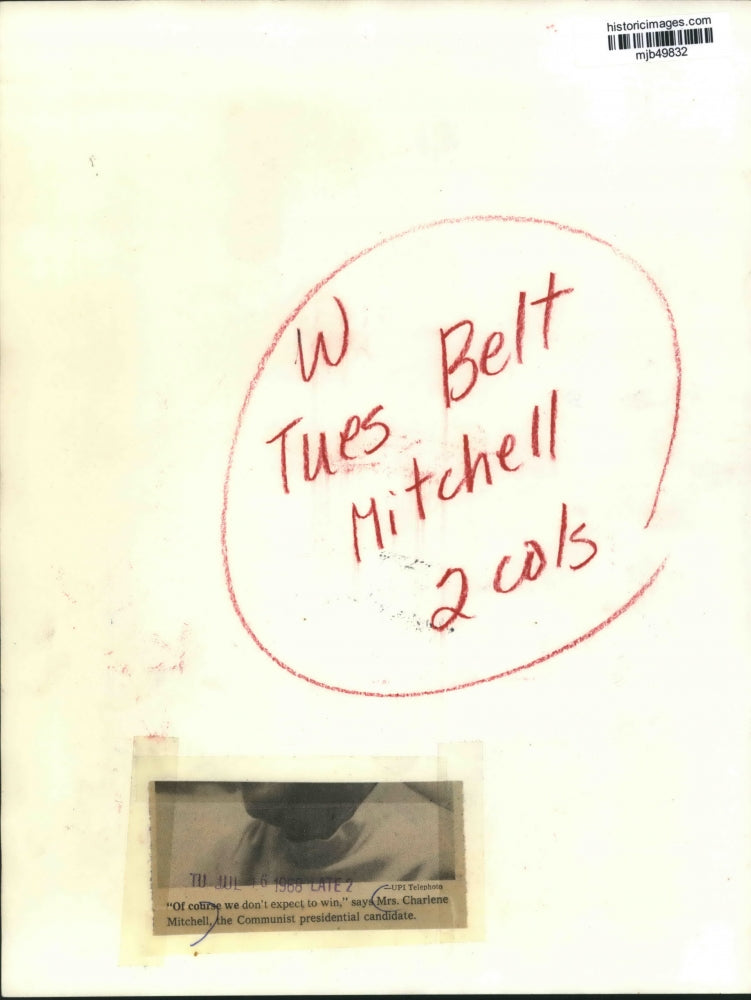 historicimages.com
mjb49832
W Belt
Tues
Mitchell
2 cols
TU JUL 16 1968 LATE 2
—UPI Telephoto
"Of course we don't expect to win," says Mrs. Charlene
Mitchell, the Communist presidential candidate.